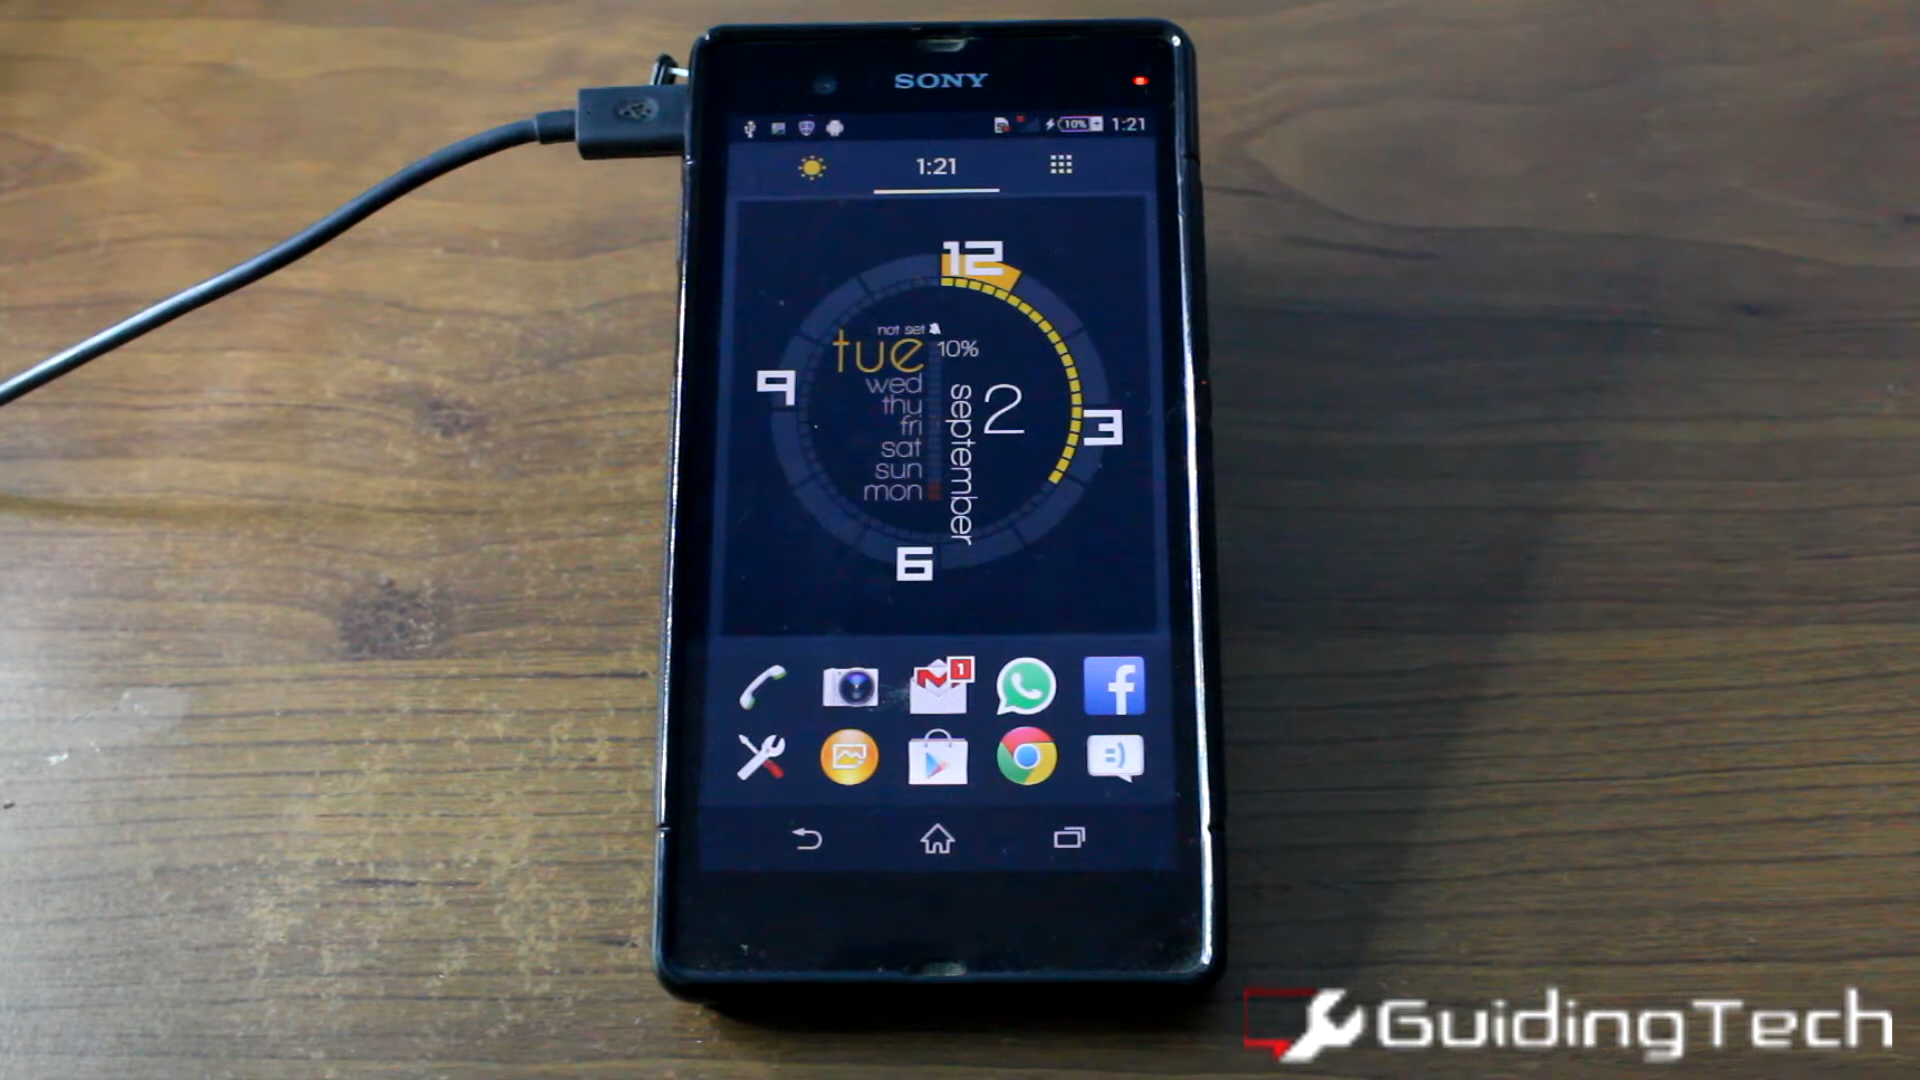 SONY
10% 1:21
1:21
12
not set
tue 10%
wed
thu
fri
sat
sun
mon
september
2
9
3
6
1
GuidingTech